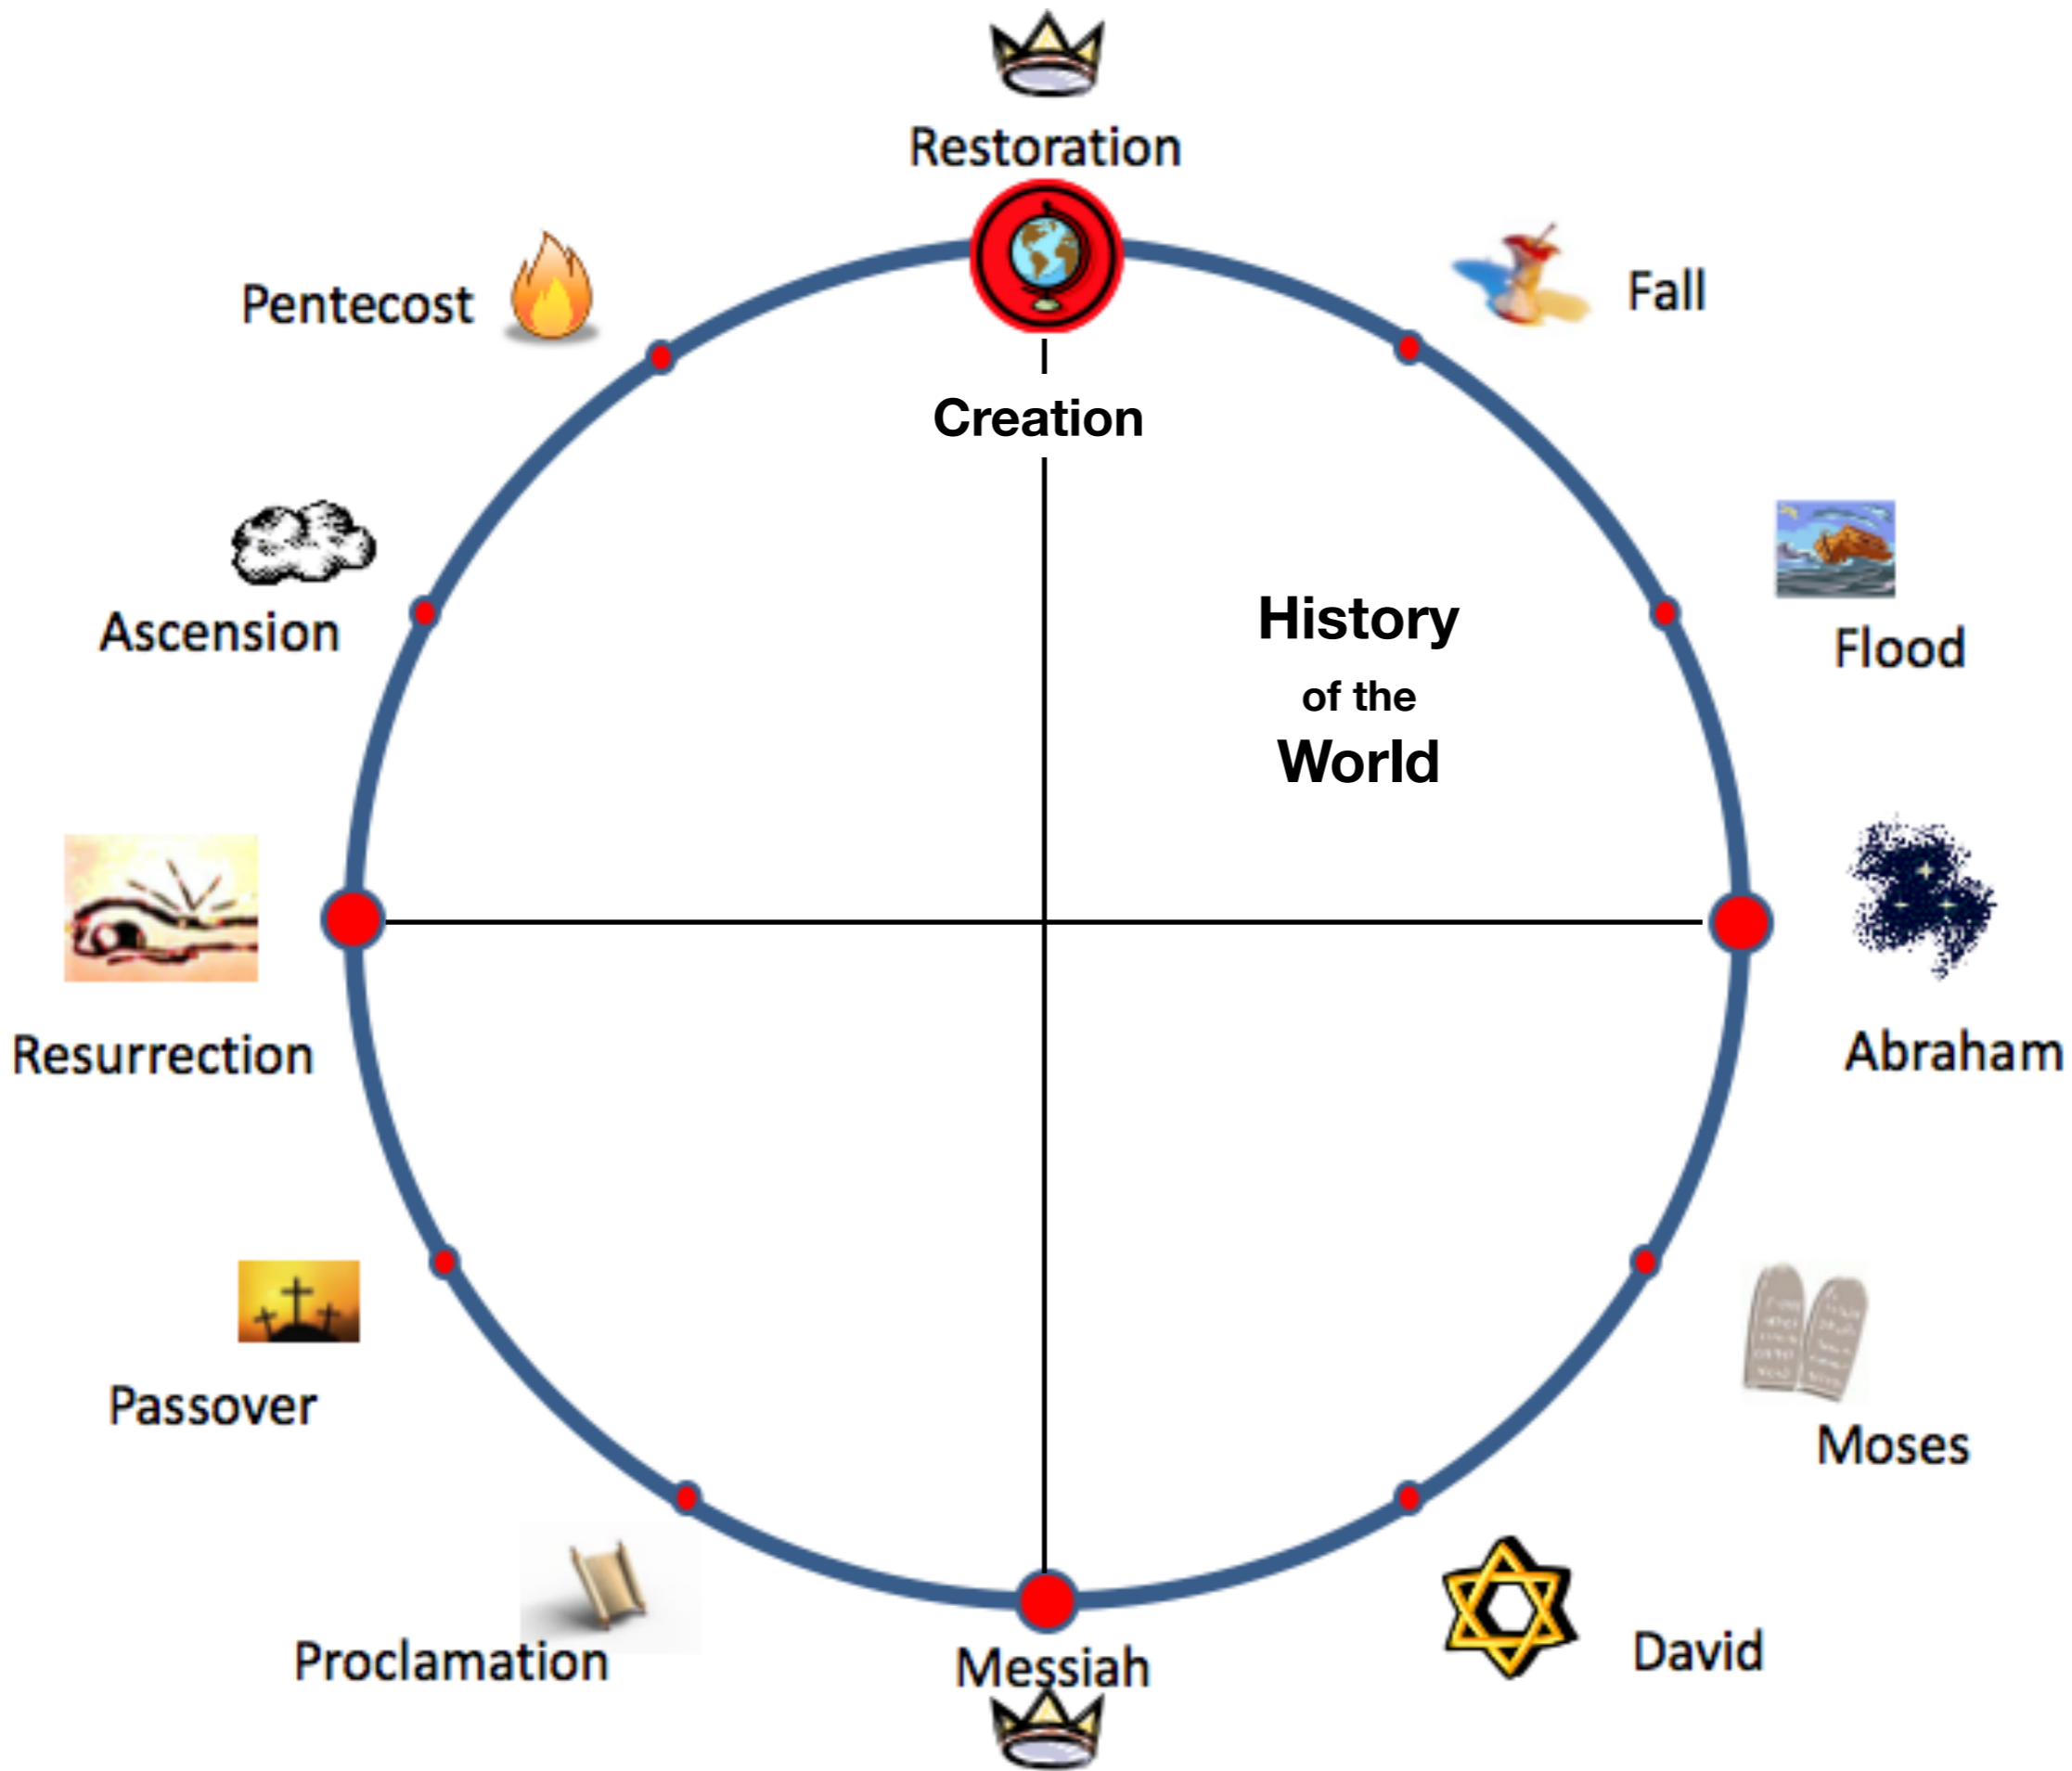 Restoration
Pentecost
Fall
Creation
Ascension
History
of the
World
Flood
Resurrection
Abraham
Passover
Moses
Proclamation
Messiah
David